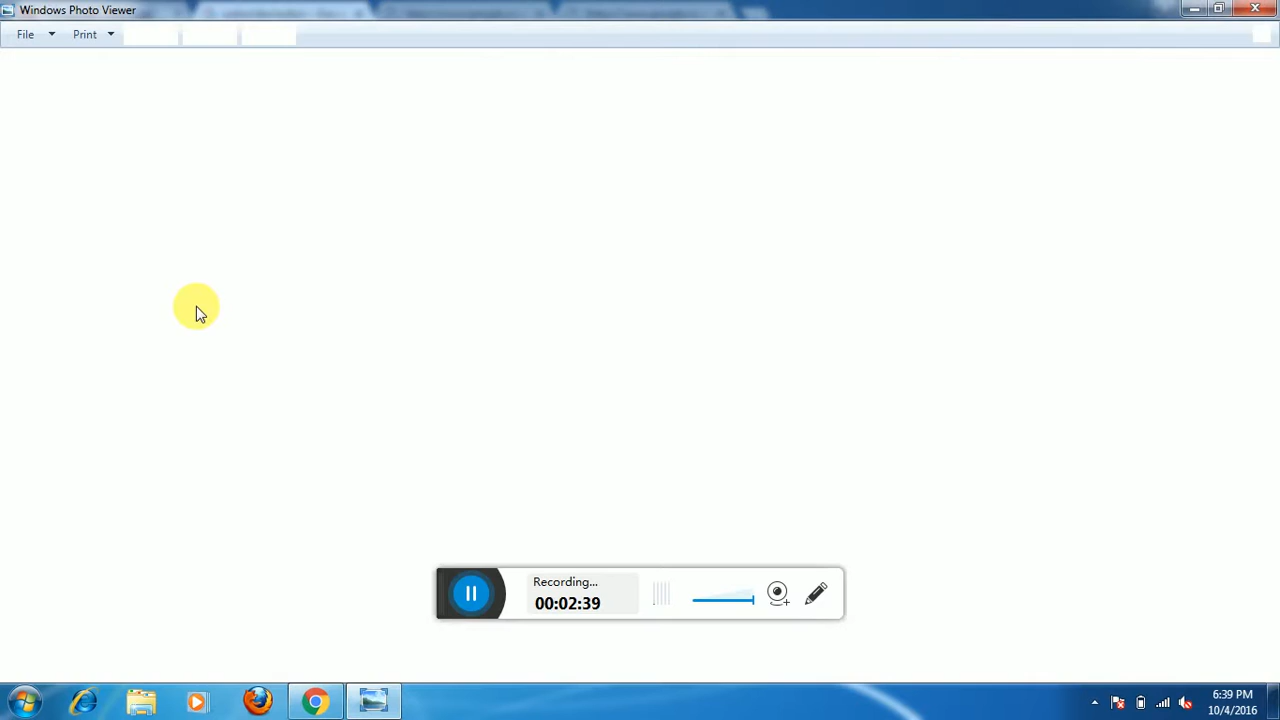 Windows Photo Viewer
File Print
Recording...
00:02:39
6:39 PM
10/4/2016